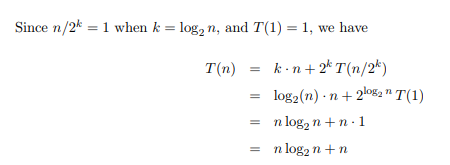 Since n/2^k = 1 when k = log_2 n, and T(1) = 1, we have
T(n) = k · n + 2^k T(n/2^k)
= log_2(n) · n + 2^{log_2 n} T(1)
= n log_2 n + n · 1
= n log_2 n + n